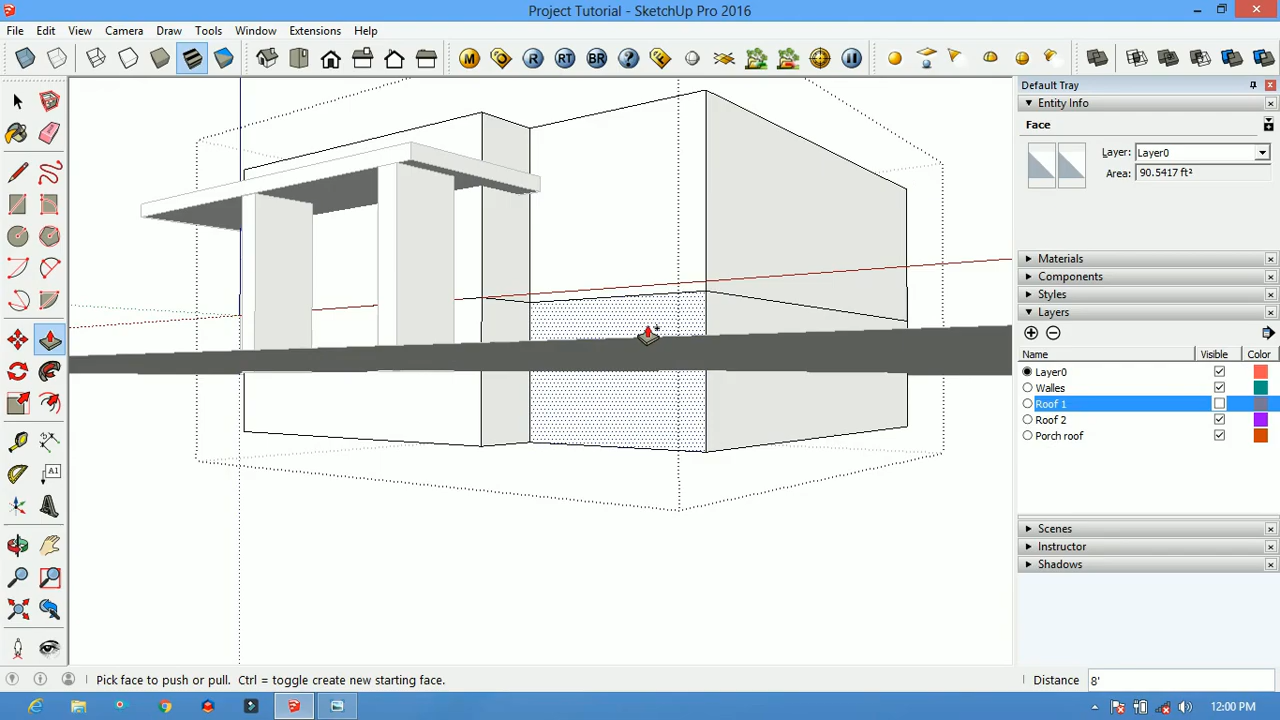 Project Tutorial - SketchUp Pro 2016
File Edit View Camera Draw Tools Window Extensions Help
M R RT BR ?
Default Tray
Entity Info
Face
Layer: Layer0
Area: 90.5417 ft²
Materials
Components
Styles
Layers
Name Visible Color
Layer0
Walles
Roof 1
Roof 2
Porch roof
Scenes
Instructor
Shadows
AI
Pick face to push or pull. Ctrl = toggle create new starting face.
Distance 8'
12:00 PM